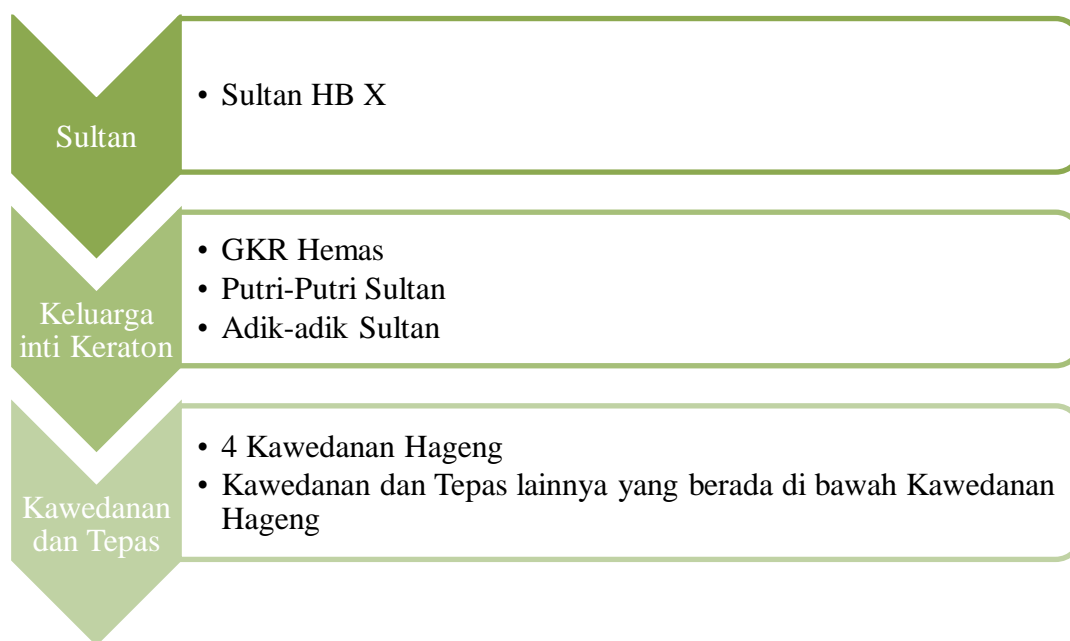 Sultan
• Sultan HB X
Keluarga
inti Keraton
• GKR Hemas
• Putri-Putri Sultan
• Adik-adik Sultan
Kawedanan
dan Tepas
• 4 Kawedanan Hageng
• Kawedanan dan Tepas lainnya yang berada di bawah Kawedanan
Hageng